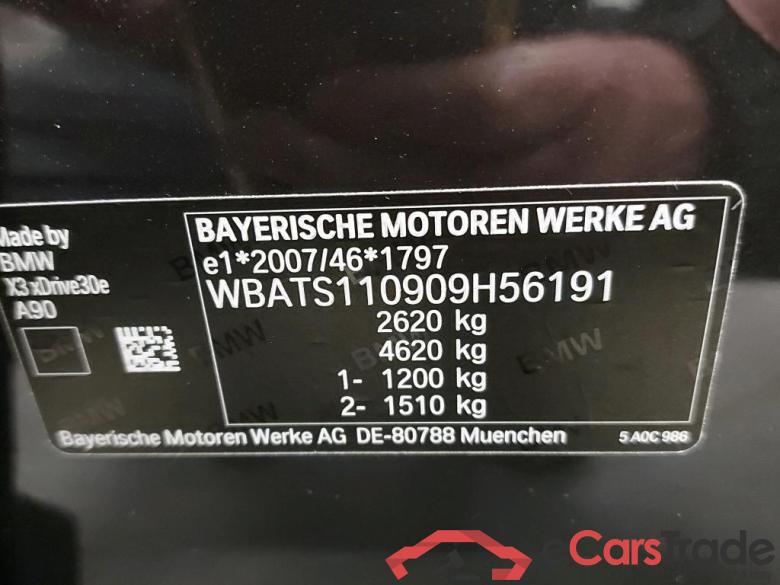 Made by
BMW
X3 xDrive30e
A90
BAYERISCHE MOTOREN WERKE AG
e1*2007/46*1797
WBATS110909H56191
2620 kg
4620 kg
1- 1200 kg
2- 1510 kg
Bayerische Motoren Werke AG DE-80788 Muenchen
5 A0C 986
eCarsTrade